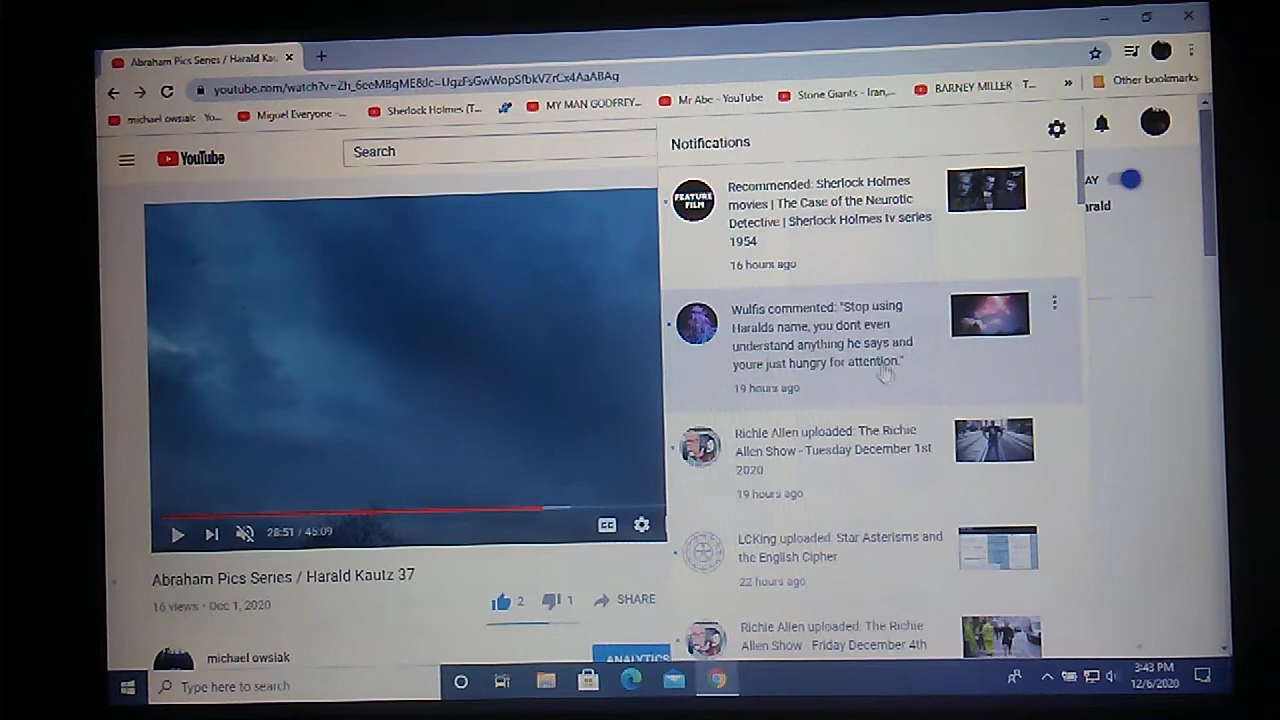 Abraham Pics Series / Harald Kau
youtube.com/watch?v=Zh_6eeMBgME&lc=UgzFsGwWopSfbkVZrCx4AaABAg
michael owsiak Yo...
Miguel Everyone -...
Sherlock Holmes (T...
MY MAN GODFREY...
Mr Abe - YouTube
Stone Giants - Iran,...
BARNEY MILLER - T...
»
Other bookmarks
YouTube
Search
Notifications
AY
arald
FEATURE
FILM
Recommended: Sherlock Holmes
movies | The Case of the Neurotic
Detective | Sherlock Holmes tv series
1954
16 hours ago
Wulfis commented: "Stop using
Haralds name, you dont even
understand anything he says and
youre just hungry for attention."
19 hours ago
Richie Allen uploaded: The Richie
Allen Show - Tuesday December 1st
2020
19 hours ago
LCKing uploaded: Star Asterisms and
the English Cipher
22 hours ago
Richie Allen uploaded: The Richie
Allen Show - Friday December 4th
28:51 / 45:09
CC
Abraham Pics Series / Harald Kautz 37
16 views • Dec 1, 2020
2
1
SHARE
michael owsiak
ANALYTICS
Type here to search
3:43 PM
12/6/2020